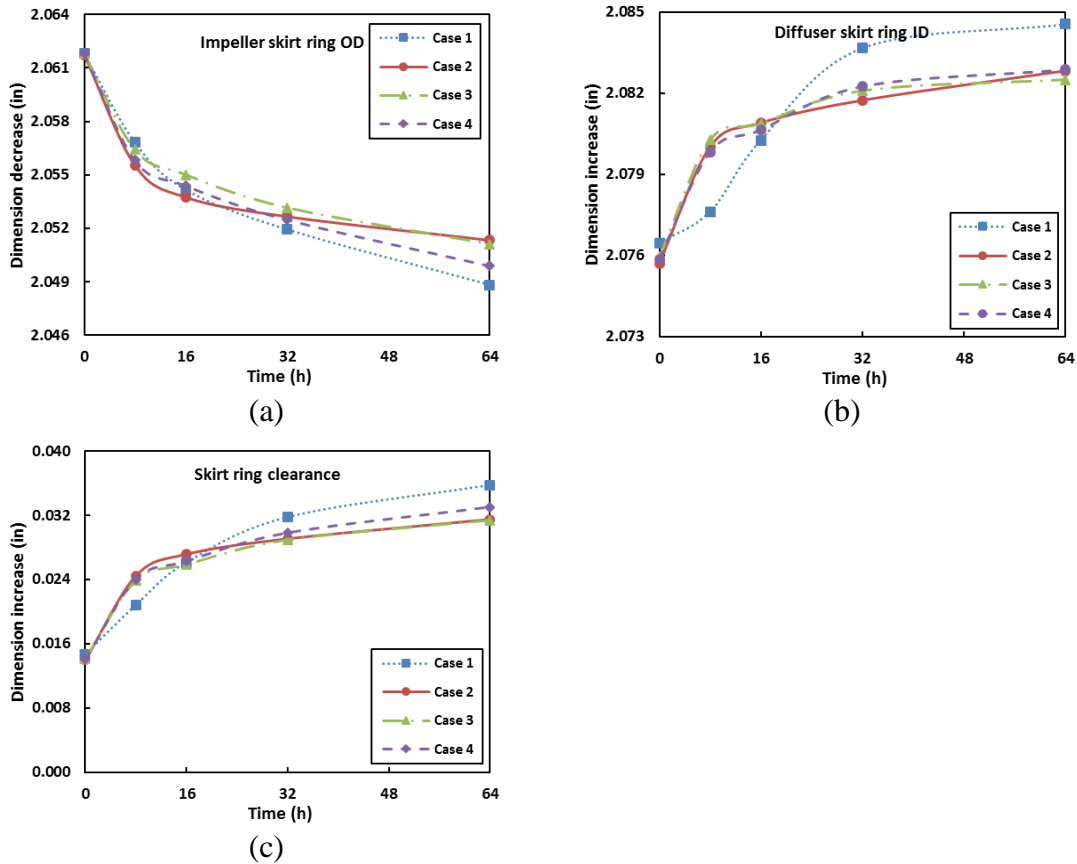 Impeller skirt ring OD
Dimension decrease (in)
2.064
2.061
2.058
2.055
2.052
2.049
2.046
0 16 32 48 64
Time (h)
Case 1
Case 2
Case 3
Case 4
(a)
Diffuser skirt ring ID
Dimension increase (in)
2.085
2.082
2.079
2.076
2.073
0 16 32 48 64
Time (h)
Case 1
Case 2
Case 3
Case 4
(b)
Skirt ring clearance
Dimension increase (in)
0.040
0.032
0.024
0.016
0.008
0.000
0 16 32 48 64
Time (h)
Case 1
Case 2
Case 3
Case 4
(c)